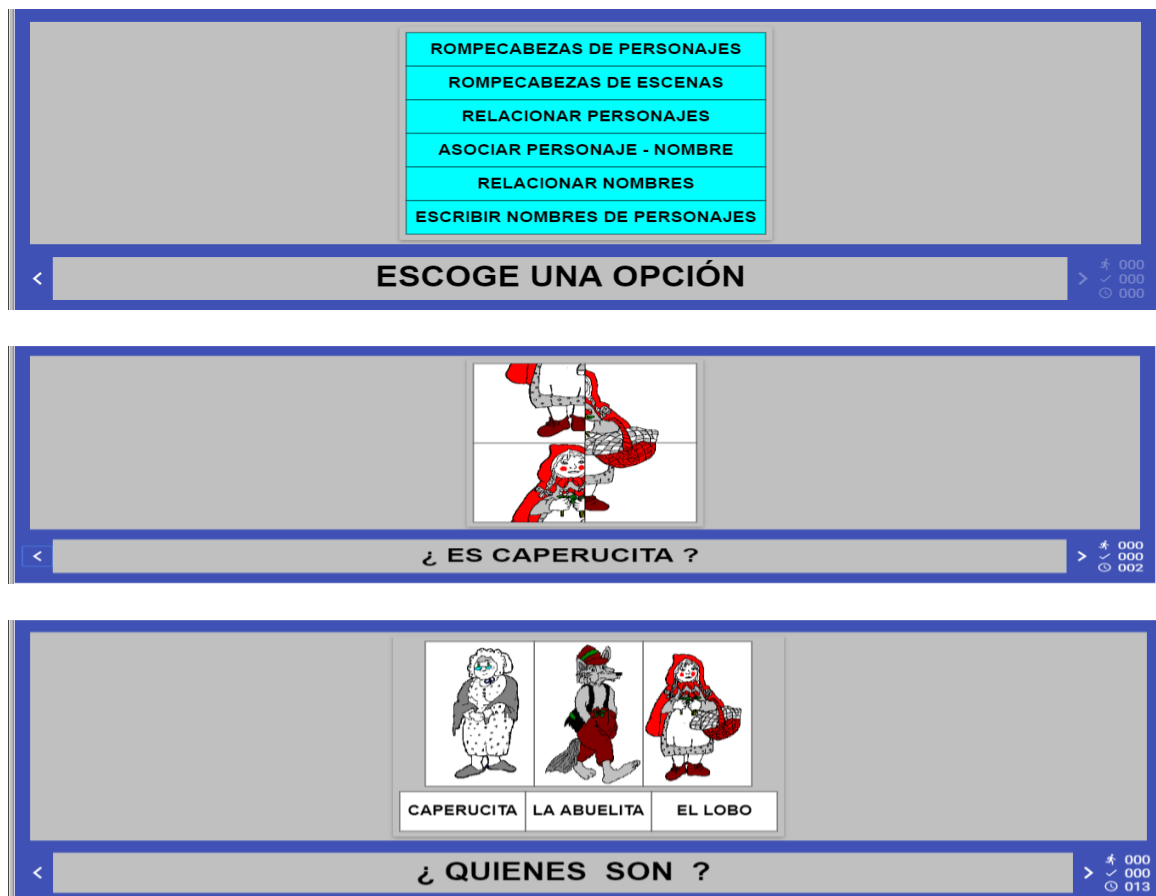 ROMPECABEZAS DE PERSONAJES
ROMPECABEZAS DE ESCENAS
RELACIONAR PERSONAJES
ASOCIAR PERSONAJE - NOMBRE
RELACIONAR NOMBRES
ESCRIBIR NOMBRES DE PERSONAJES
< ESCOGE UNA OPCIÓN >
000
000
000
< ¿ ES CAPERUCITA ? >
000
000
002
CAPERUCITA LA ABUELITA EL LOBO
< ¿ QUIENES SON ? >
000
000
013